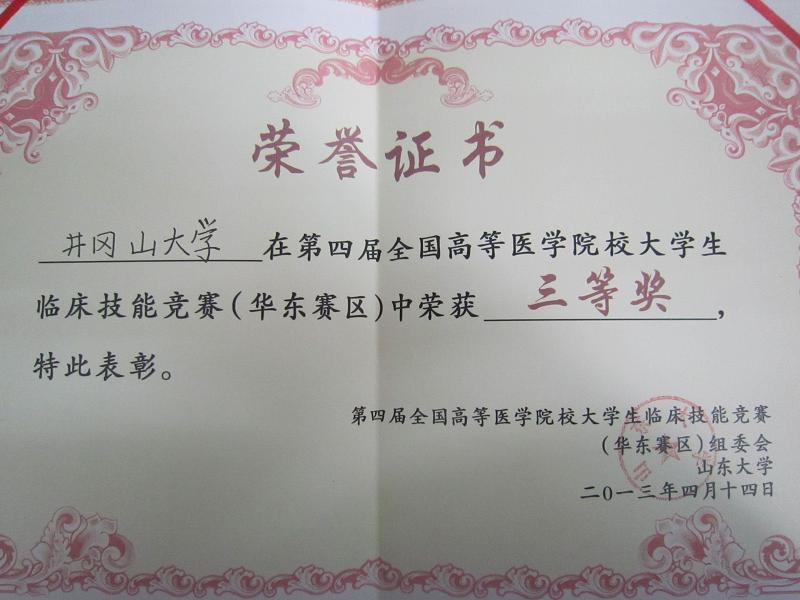 荣誉证书
井冈山大学在第四届全国高等医学院校大学生
临床技能竞赛(华东赛区)中荣获三等奖,
特此表彰。
第四届全国高等医学院校大学生临床技能竞赛
(华东赛区)组委会
山东大学
二0一三年四月十四日